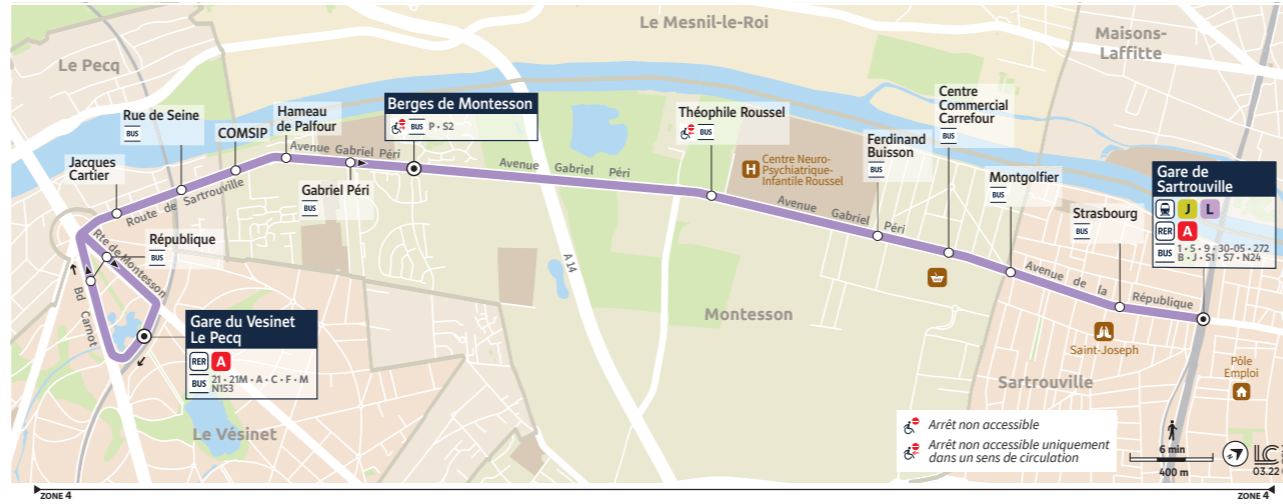 Le Mesnil-le-Roi
Maisons-
Laffitte
Le Pecq
Rue de Seine
BUS
COMSIP
Hameau
de Palfour
Berges de Montesson
BUS P • S2
Théophile Roussel
BUS
Centre
Commercial
Carrefour
BUS
Ferdinand
Buisson
BUS
Jacques
Cartier
Avenue Gabriel Péri
Gabriel Péri
BUS
Avenue Gabriel Péri
H
Centre Neuro-
Psychiatrique-
Infantile Roussel
Montgolfier
BUS
Gare de
Sartrouville
J L
RER A
BUS 1 • 5 • 9 • 30-05 • 272
B • J • S1 • S7 • N24
Route de Sartrouville
Avenue Gabriel Péri
Strasbourg
BUS
République
BUS
Rte de Montesson
Bd Carnot
A 14
Avenue de la République
Gare du Vesinet
Le Pecq
RER A
BUS 21 • 21M • A • C • F • M
N153
Montesson
Saint-Joseph
Pôle
Emploi
Sartrouville
Le Vésinet
Arrêt non accessible
Arrêt non accessible uniquement
dans un sens de circulation
6 min
400 m
LC
03.22
ZONE 4
ZONE 4